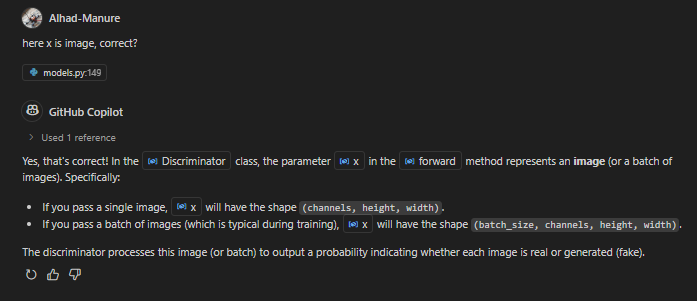 Alhad-Manure
here x is image, correct?
models.py:149
GitHub Copilot
Used 1 reference
Yes, that's correct! In the Discriminator class, the parameter x in the forward method represents an image (or a batch of
images). Specifically:
If you pass a single image, x will have the shape (channels, height, width).
If you pass a batch of images (which is typical during training), x will have the shape (batch_size, channels, height, width).
The discriminator processes this image (or batch) to output a probability indicating whether each image is real or generated (fake).